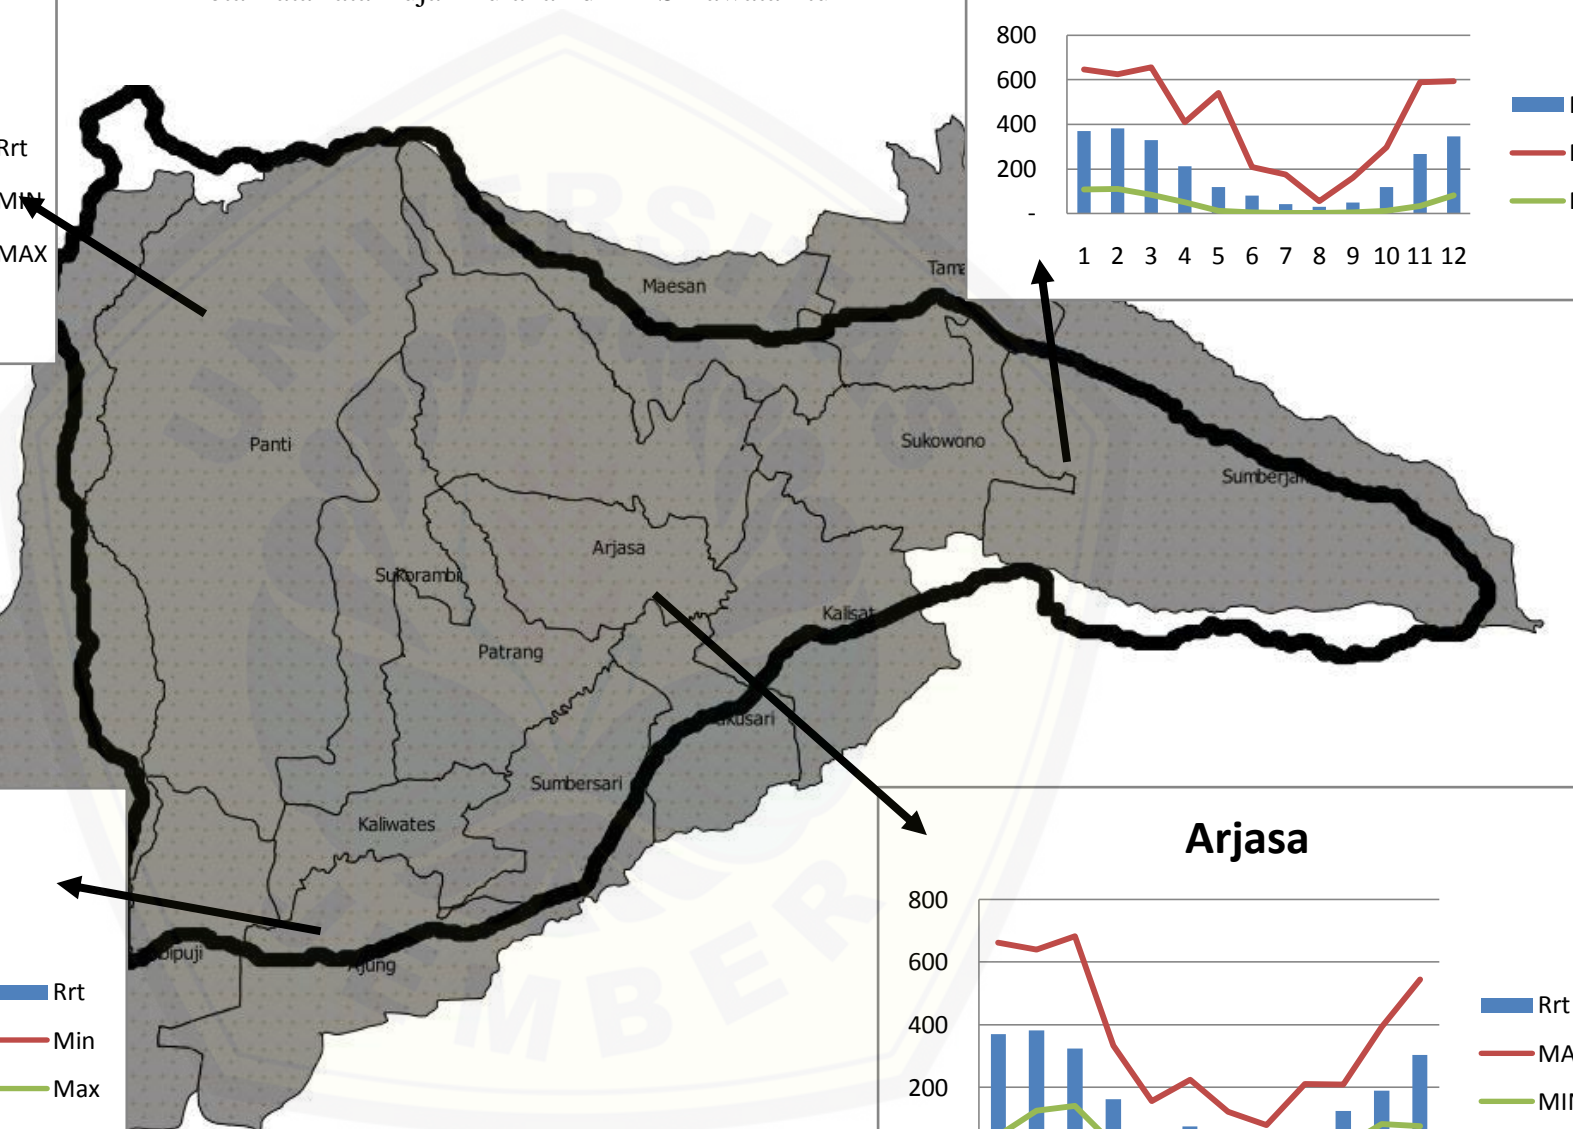 800
600
400
200
-
1 2 3 4 5 6 7 8 9 10 11 12
Rrt
MIN
MAX
Maesan
Panti
Sukowono
Arjasa
Sukorambi
Kalisat
Patrang
Sumbersari
Kaliwates
Ajung
Rrt
Min
Max
Arjasa
800
600
400
200
Rrt
UNIVERSITAS